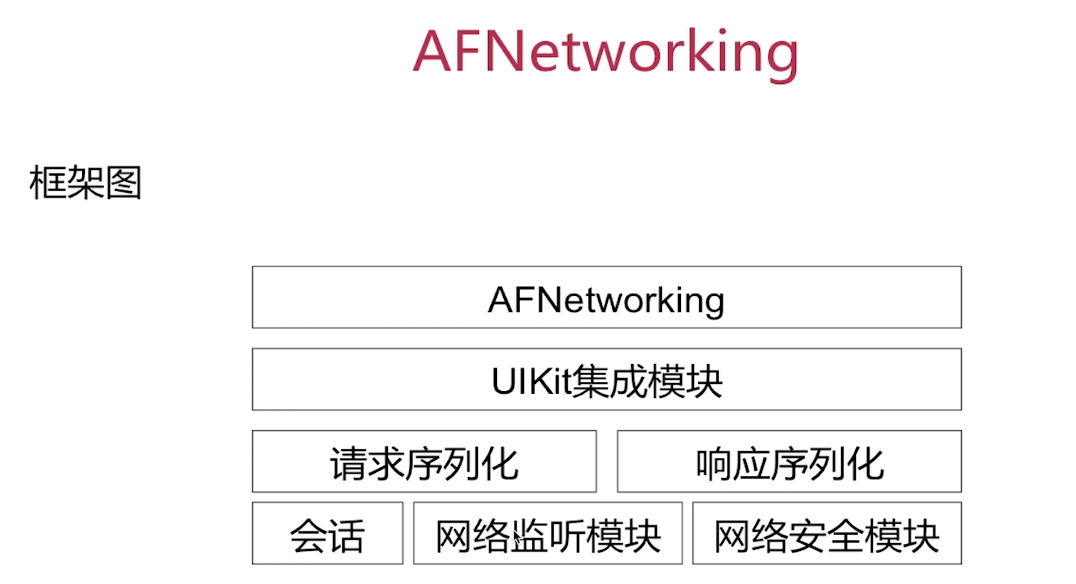 AFNetworking
框架图
AFNetworking
UIKit集成模块
请求序列化 响应序列化
会话 网络监听模块 网络安全模块